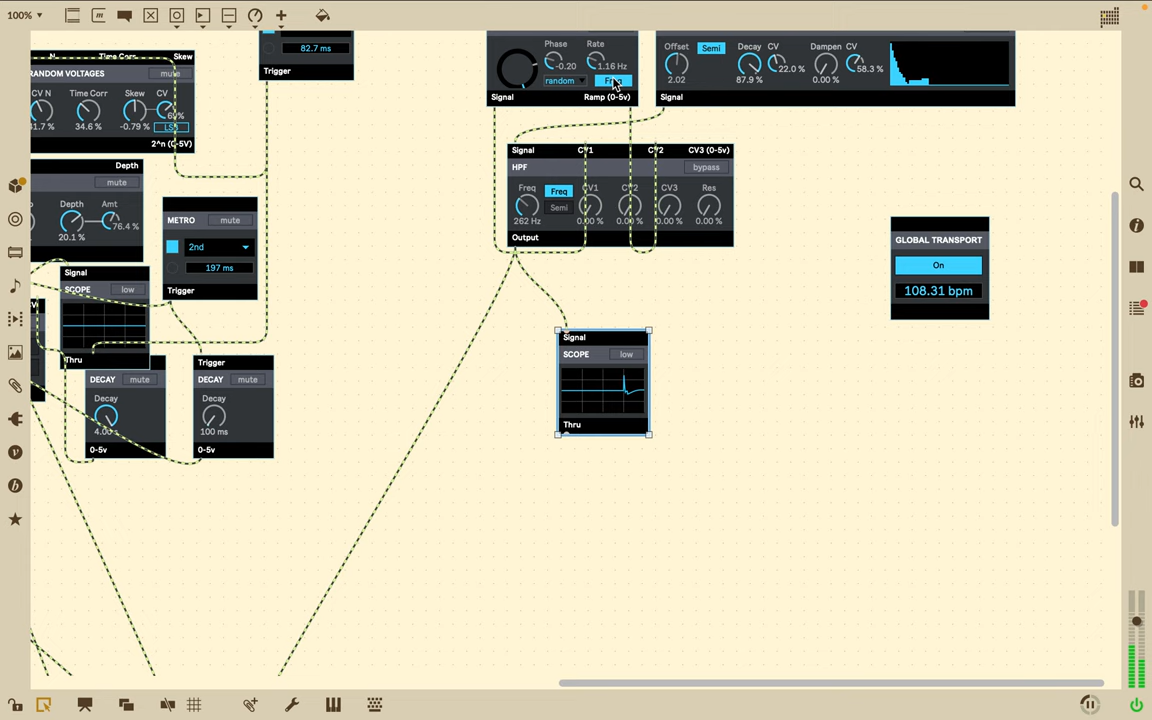 100%
82.7 ms
Trigger
Time Corr
Skew
RANDOM VOLTAGES
CV N
Time Corr
Skew
CV
34.6 %
-0.79 %
2^n (0-5V)
Depth
mute
Depth
Amt
20.1 %
76.4 %
METRO
mute
2nd
197 ms
Trigger
Signal
SCOPE
low
Thru
DECAY
mute
Decay
0-5v
Trigger
DECAY
mute
Decay
100 ms
0-5v
Phase
Rate
-0.20
1.16 Hz
random
Signal
Ramp (0-5v)
Offset
Semi
Decay
CV
Dampen
CV
2.02
87.9 %
22.0 %
0.00 %
58.3 %
Signal
Signal
CV1
CV2
CV3 (0-5v)
HPF
bypass
Freq
Freq
CV1
CV2
CV3
Res
Semi
262 Hz
0.00 %
0.00 %
0.00 %
0.00 %
Output
Signal
SCOPE
low
Thru
GLOBAL TRANSPORT
On
108.31 bpm